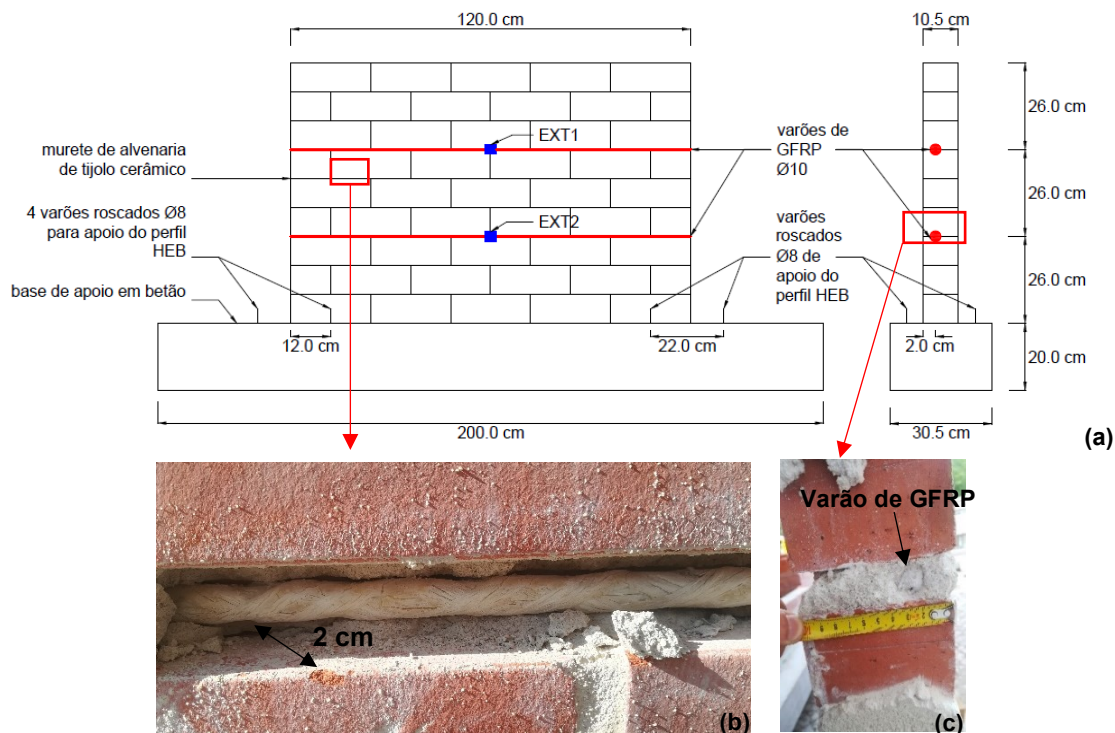 120.0 cm
10.5 cm
EXT1
26.0 cm
murete de alvenaria
de tijolo cerâmico
varões de
GFRP
Ø10
26.0 cm
4 varões roscados Ø8
para apoio do perfil
HEB
EXT2
varões
roscados
Ø8 de
apoio do
perfil HEB
26.0 cm
base de apoio em betão
12.0 cm
22.0 cm
2.0 cm
20.0 cm
200.0 cm
30.5 cm
(a)
Varão de GFRP
2 cm
(b)
(c)